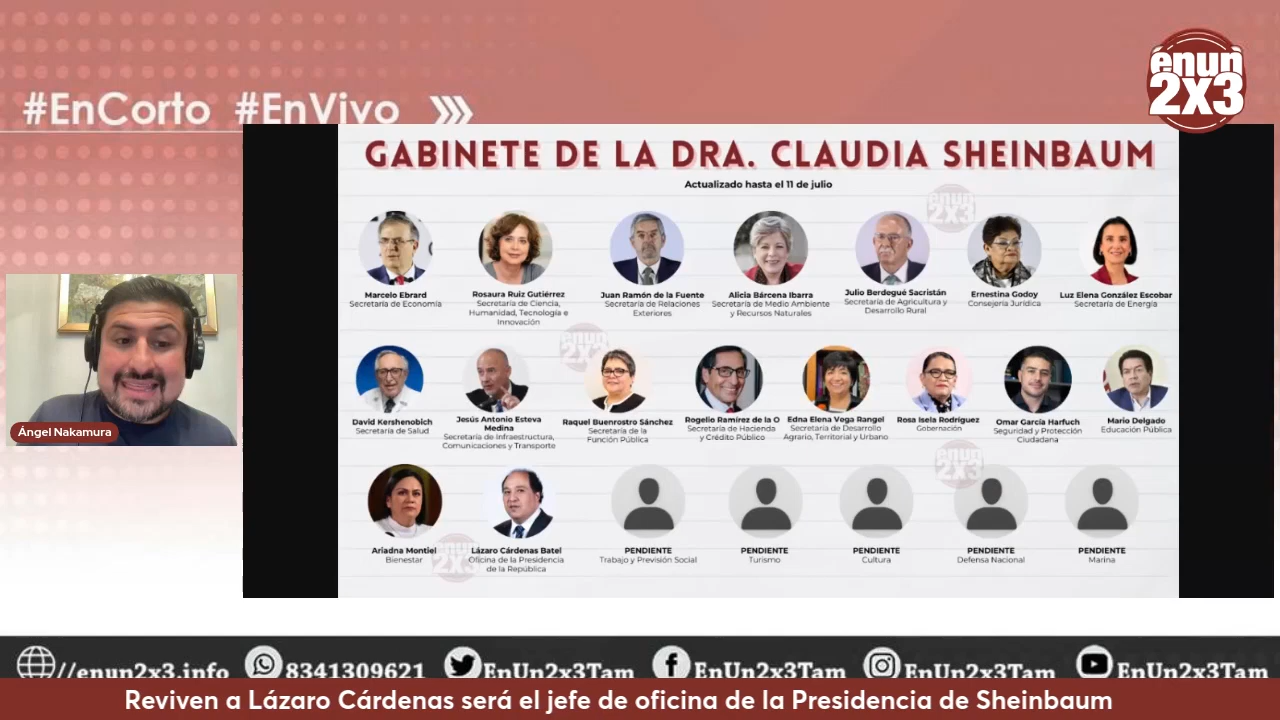 #EnCorto #EnVivo
enun
2x3
GABINETE DE LA DRA. CLAUDIA SHEINBAUM
Actualizado hasta el 11 de julio
Marcelo Ebrard
Secretaría de Economía
Rosaura Ruiz Gutiérrez
Secretaría de Ciencia,
Humanidad, Tecnología e
Innovación
Juan Ramón de la Fuente
Secretaría de Relaciones
Exteriores
Alicia Bárcena Ibarra
Secretaría de Medio Ambiente
y Recursos Naturales
Julio Berdegué Sacristán
Secretaría de Agricultura y
Desarrollo Rural
Ernestina Godoy
Consejería Jurídica
Luz Elena González Escobar
Secretaría de Energía
David Kershenobich
Secretaría de Salud
Jesús Antonio Esteva
Medina
Secretaría de Infraestructura,
Comunicaciones y Transporte
Raquel Buenrostro Sánchez
Secretaría de la
Función Pública
Rogelio Ramírez de la O
Secretaría de Hacienda
y Crédito Público
Edna Elena Vega Rangel
Secretaría de Desarrollo
Agrario, Territorial y Urbano
Rosa Isela Rodríguez
Gobernación
Omar García Harfuch
Seguridad y Protección
Ciudadana
Mario Delgado
Educación Pública
Ariadna Montiel
Bienestar
Lázaro Cárdenas Batel
Oficina de la Presidencia
de la República
PENDIENTE
Trabajo y Previsión Social
PENDIENTE
Turismo
PENDIENTE
Cultura
PENDIENTE
Defensa Nacional
PENDIENTE
Marina
enun
2x3
enun
2x3
enun
2x3
enun
2x3
Ángel Nakamura
//enun2x3.info 8341309621 EnUn2x3Tam EnUn2x3Tam EnUn2x3Tam EnUn2x3Tam
Reviven a Lázaro Cárdenas será el jefe de oficina de la Presidencia de Sheinbaum